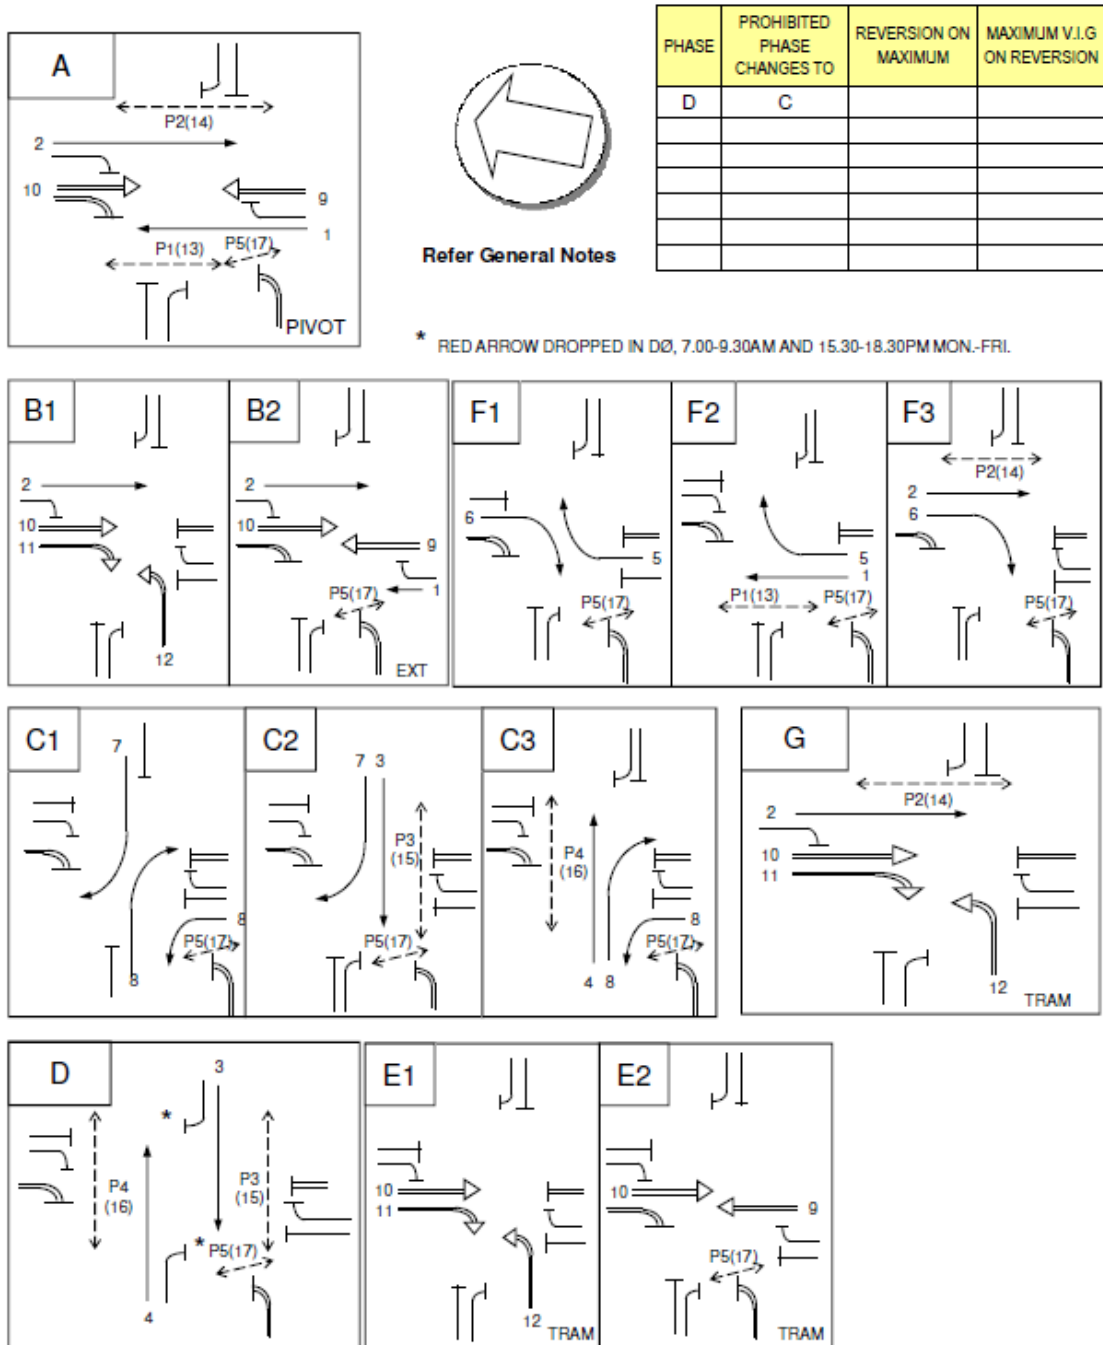 PHASE
PROHIBITED
PHASE
CHANGES TO
REVERSION ON
MAXIMUM
MAXIMUM V.I.G
ON REVERSION
D
C
A
P2(14)
2
10
9
1
P1(13)
P5(17)
PIVOT
Refer General Notes
* RED ARROW DROPPED IN DØ, 7.00-9.30AM AND 15.30-18.30PM MON.-FRI.
B1
2
10
11
12
B2
2
10
9
1
P5(17)
EXT
F1
6
5
P5(17)
F2
5
1
P1(13)
P5(17)
F3
P2(14)
2
6
P5(17)
C1
7
8
P5(17)
8
C2
7 3
P3
(15)
P5(17)
C3
P4
(16)
8
P5(17)
4 8
G
P2(14)
2
10
11
12
TRAM
D
3
*
P4
(16)
P3
(15)
* P5(17)
4
E1
10
11
12
TRAM
E2
10
9
P5(17)
TRAM